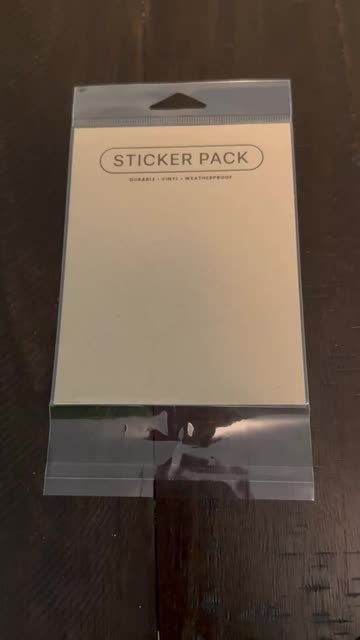 STICKER PACK
DURABLE • VINYL • WEATHERPROOF